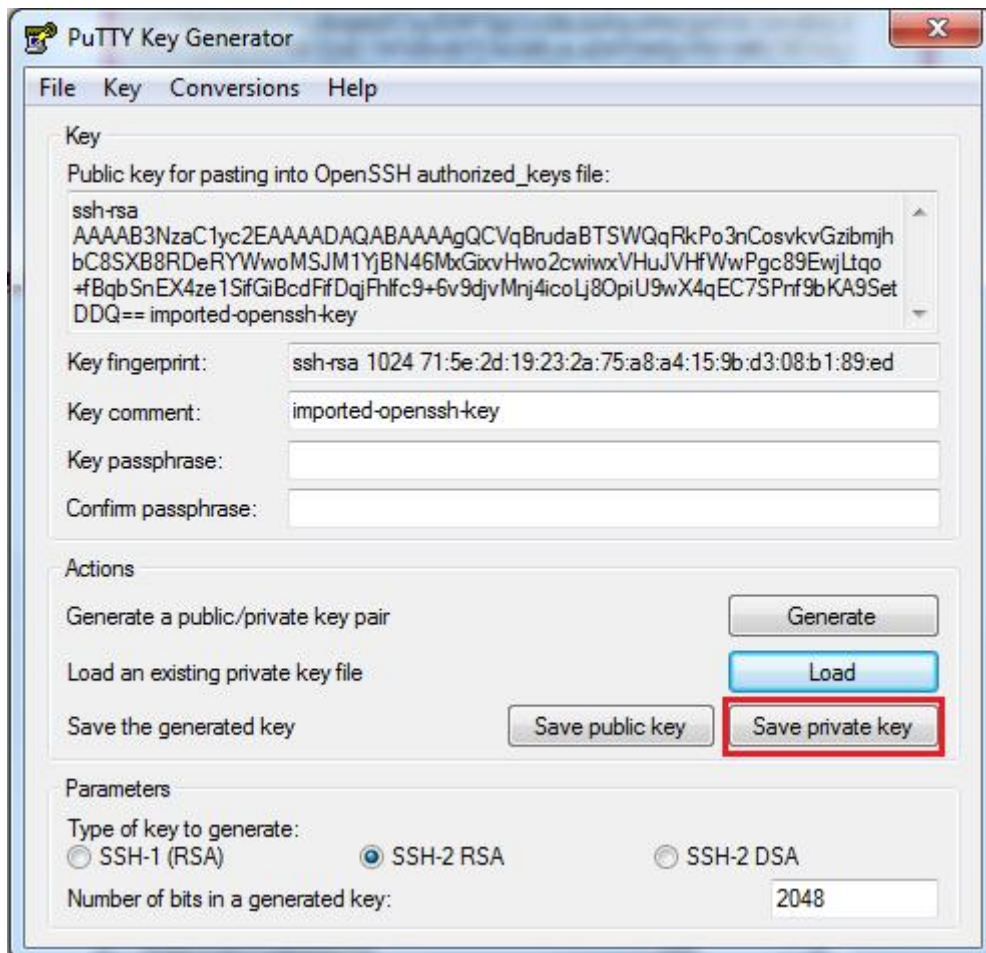 PuTTY Key Generator
File Key Conversions Help
Key
Public key for pasting into OpenSSH authorized_keys file:
ssh-rsa
AAAAB3NzaC1yc2EAAAADAQABAAAAgQCVqBrudaBTSWQqRkPo3nCosvkvGzibmjh
bC8SXB8RDeRYWwoMSJM1YjBN46MxGixvHwo2cwiwxVHuJVHfWwPgc89EwjLtqo
+fBqbSnEX4ze1SifGiBcdFifDqjFhlfc9+6v9djvMnj4icoLj8OpiU9wX4qEC7SPnf9bKA9Set
DDQ== imported-openssh-key
Key fingerprint: ssh-rsa 1024 71:5e:2d:19:23:2a:75:a8:a4:15:9b:d3:08:b1:89:ed
Key comment: imported-openssh-key
Key passphrase:
Confirm passphrase:
Actions
Generate a public/private key pair Generate
Load an existing private key file Load
Save the generated key Save public key Save private key
Parameters
Type of key to generate:
SSH-1 (RSA) SSH-2 RSA SSH-2 DSA
Number of bits in a generated key: 2048